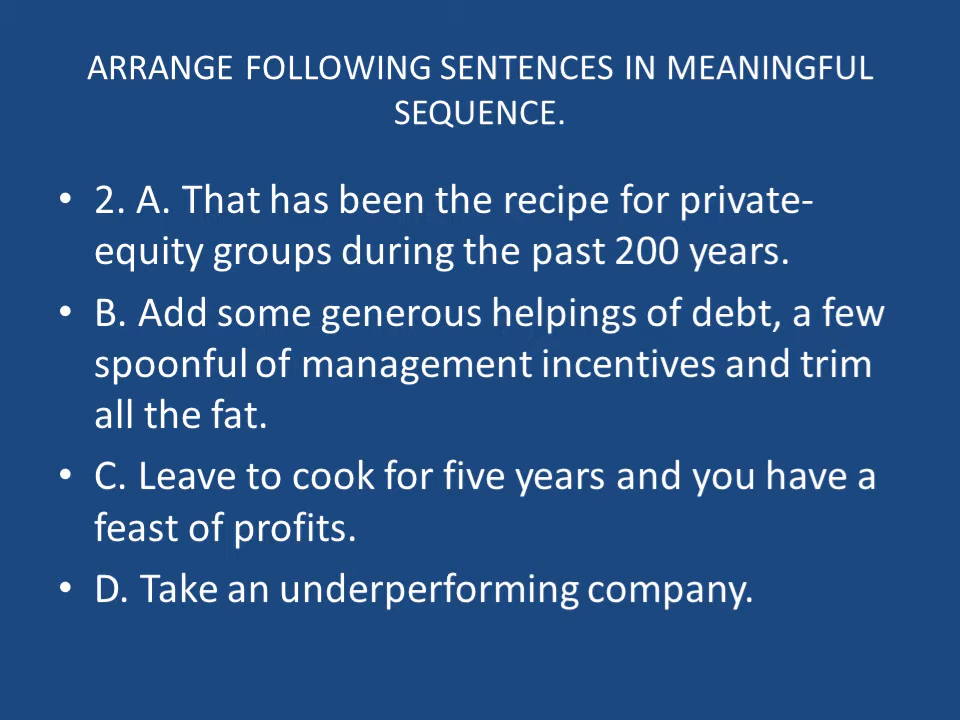 ARRANGE FOLLOWING SENTENCES IN MEANINGFUL
SEQUENCE.
• 2. A. That has been the recipe for private-
equity groups during the past 200 years.
• B. Add some generous helpings of debt, a few
spoonful of management incentives and trim
all the fat.
• C. Leave to cook for five years and you have a
feast of profits.
• D. Take an underperforming company.